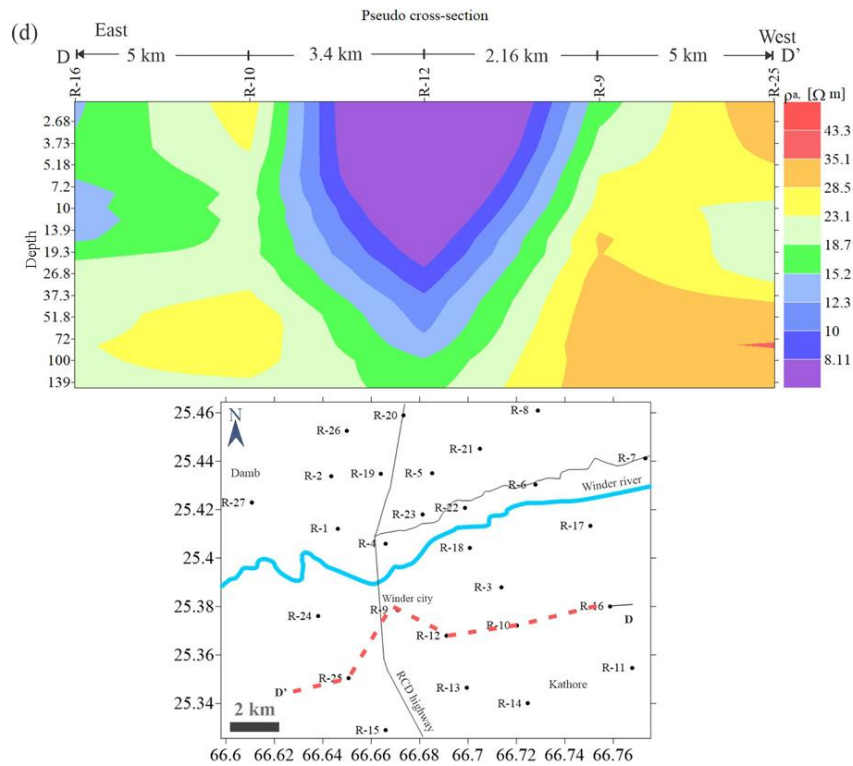 Pseudo cross-section
(d)
East
West
D 5 km 3.4 km 2.16 km 5 km D'
R-16
R-10
R-12
R-9
R-25
ρa. [Ω m]
Depth
2.68
3.73
5.18
7.2
10
13.9
19.3
26.8
37.3
51.8
72
100
139
43.3
35.1
28.5
23.1
18.7
15.2
12.3
10
8.11
N
25.46
25.44
25.42
25.4
25.38
25.36
25.34
R-20
R-8
R-26
R-21
R-7
Damb
R-2
R-19
R-5
R-6
Winder river
R-27
R-22
R-23
R-17
R-1
R-4
R-18
R-3
Winder city
R-9
R-16
R-24
R-10
D
R-12
R-11
R-25
D'
RCD highway
R-13
Kathore
R-14
2 km
R-15
66.6 66.62 66.64 66.66 66.68 66.7 66.72 66.74 66.76